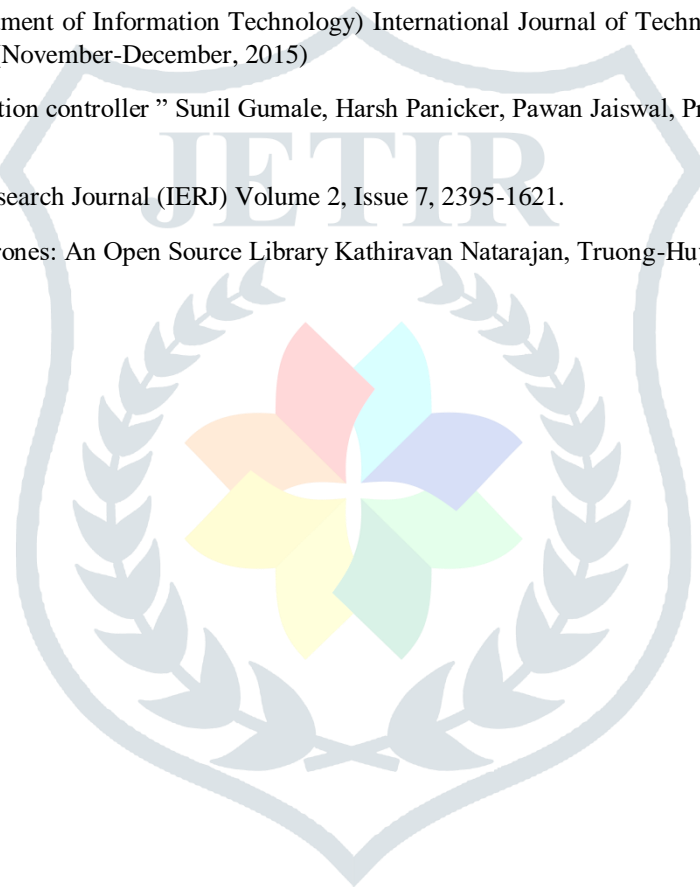 ment of Information Technology) International Journal of Techn
(November-December, 2015)
tion controller ” Sunil Gumale, Harsh Panicker, Pawan Jaiswal, Pr
JETIR
search Journal (IERJ) Volume 2, Issue 7, 2395-1621.
rones: An Open Source Library Kathiravan Natarajan, Truong-Huy